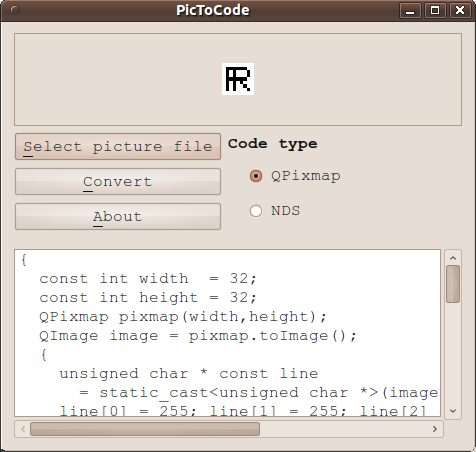 PicToCode
Select picture file
Code type
Convert
QPixmap
About
NDS
{
  const int width  = 32;
  const int height = 32;
  QPixmap pixmap(width,height);
  QImage image = pixmap.toImage();
  {
    unsigned char * const line
      = static_cast<unsigned char *>(image
    line[0] = 255; line[1] = 255; line[2]